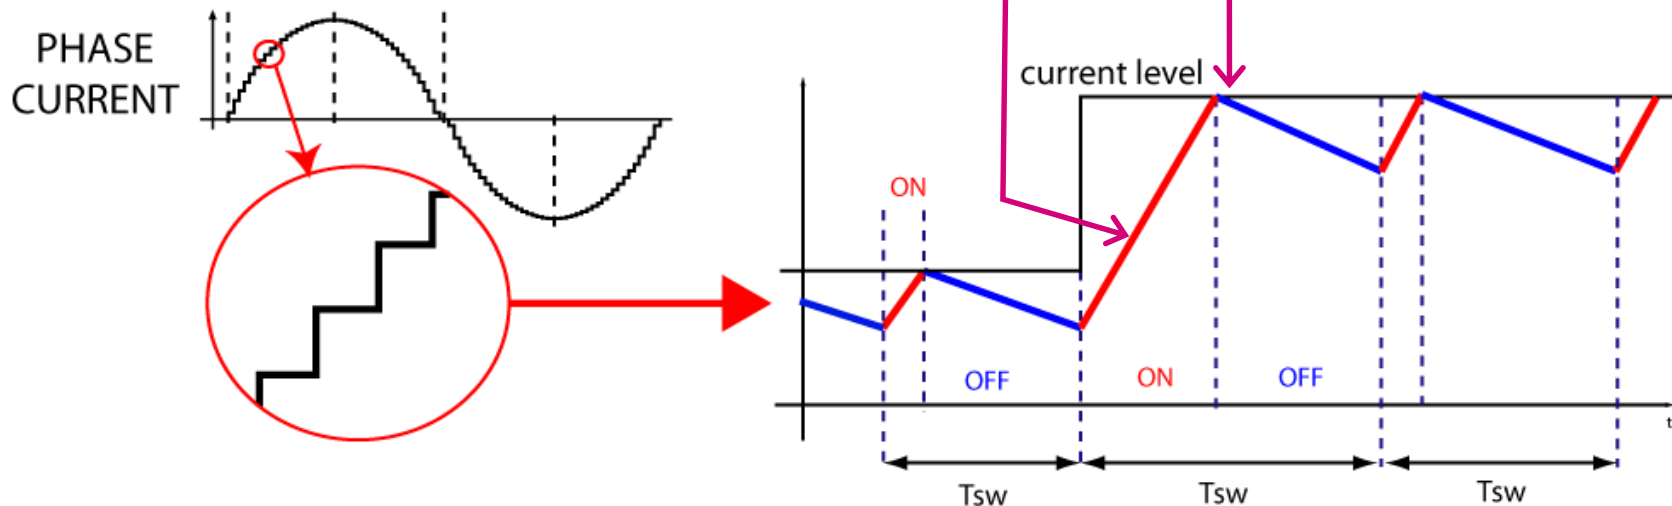 PHASE
CURRENT
current level
ON
OFF
ON
OFF
t
Tsw
Tsw
Tsw